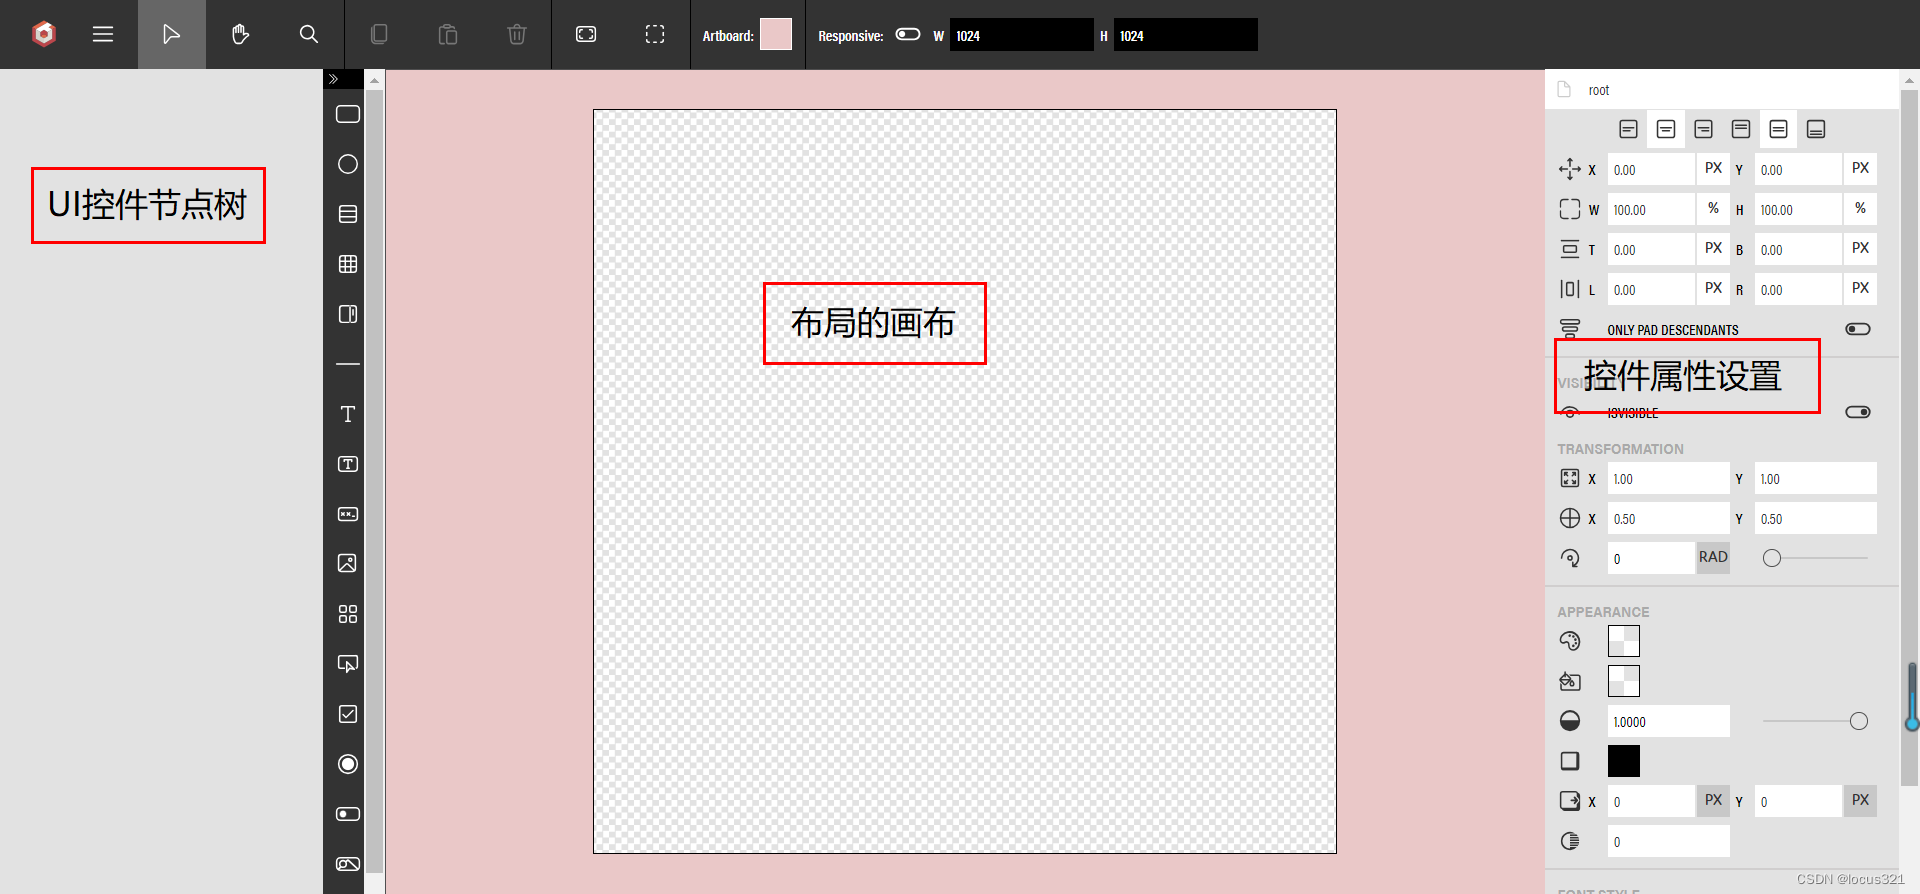 Artboard: Responsive: W 1024 H 1024
root
X 0.00 PX Y 0.00 PX
W 100.00 % H 100.00 %
T 0.00 PX B 0.00 PX
L 0.00 PX R 0.00 PX
ONLY PAD DESCENDANTS
UI控件节点树
布局的画布
控件属性设置
ISVISIBLE
TRANSFORMATION
X 1.00 Y 1.00
X 0.50 Y 0.50
0 RAD
APPEARANCE
1.0000
X 0 PX Y 0 PX
0
CSDN @locus321